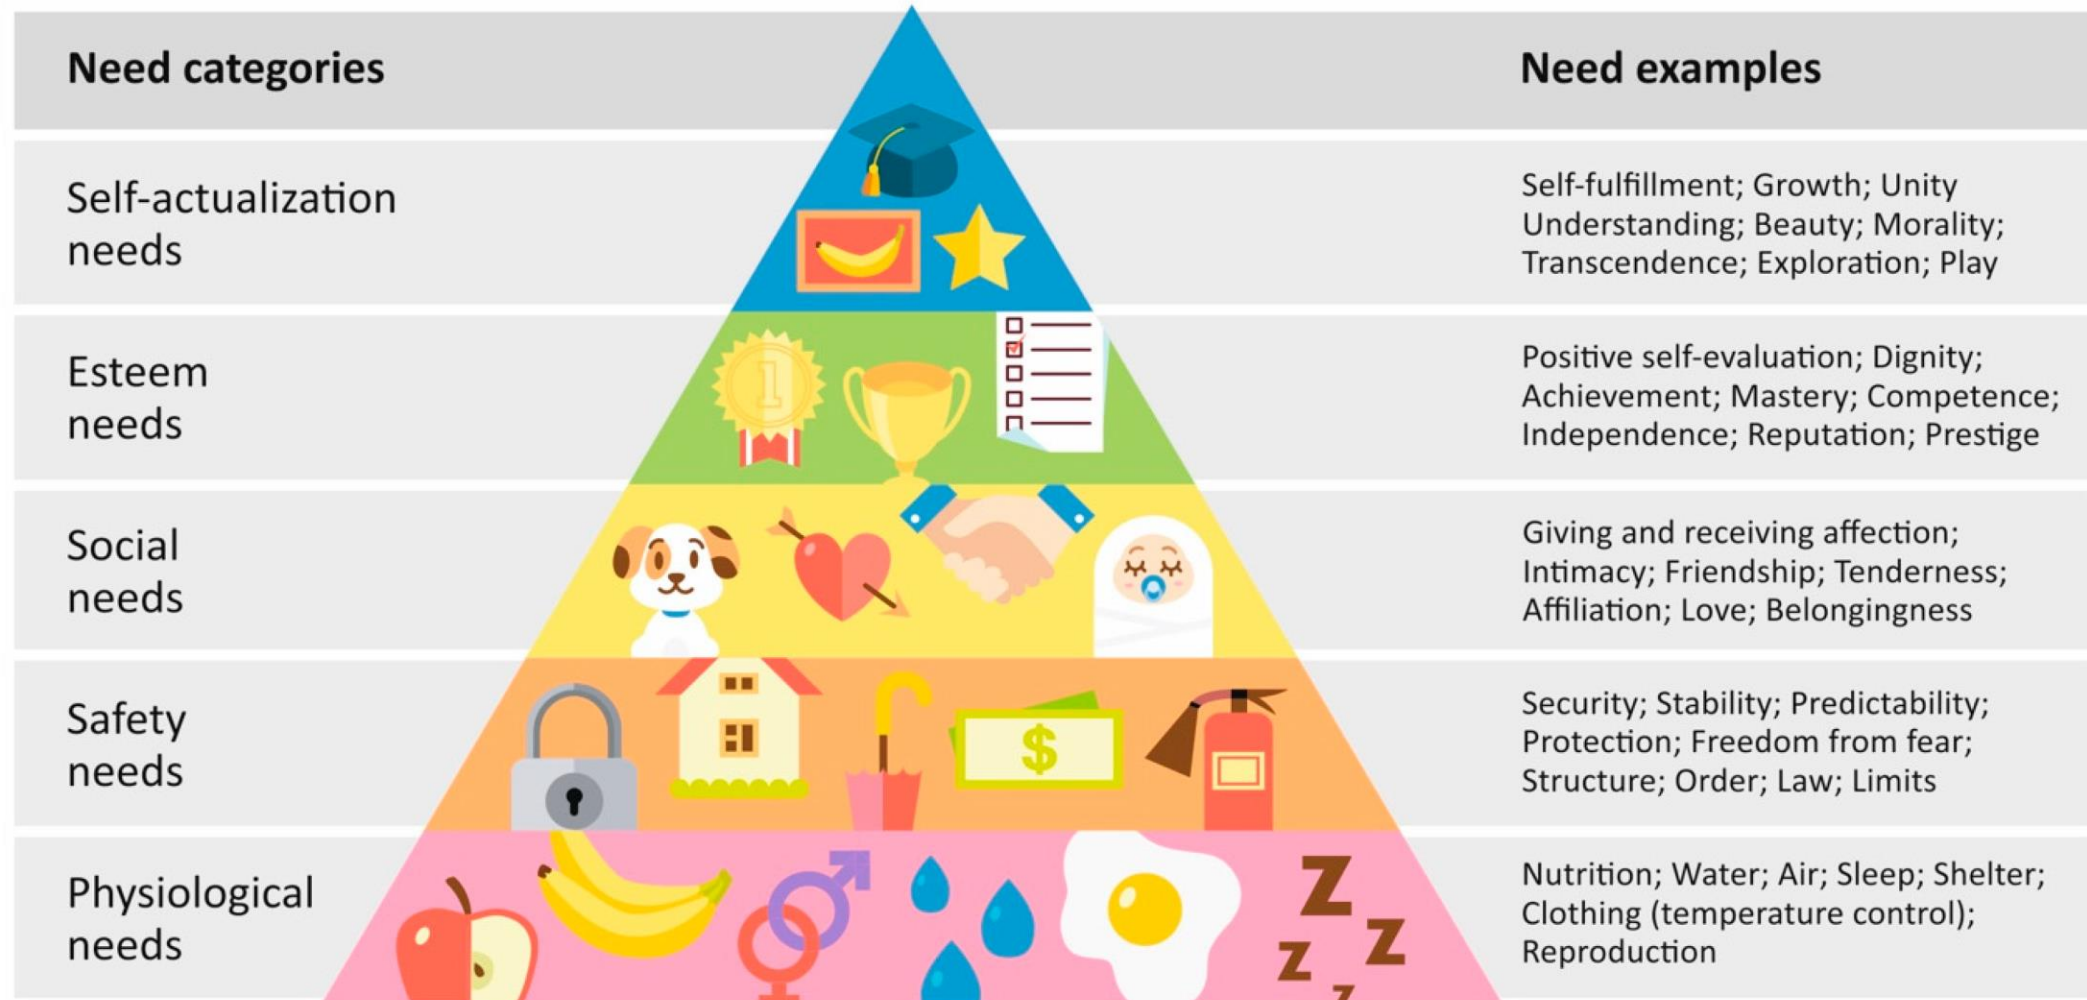 Need categories
Need examples
Self-actualization
needs
Self-fulfillment; Growth; Unity
Understanding; Beauty; Morality;
Transcendence; Exploration; Play
Esteem
needs
1
Positive self-evaluation; Dignity;
Achievement; Mastery; Competence;
Independence; Reputation; Prestige
Social
needs
Giving and receiving affection;
Intimacy; Friendship; Tenderness;
Affiliation; Love; Belongingness
Safety
needs
$
Security; Stability; Predictability;
Protection; Freedom from fear;
Structure; Order; Law; Limits
Physiological
needs
Z
Z
Z
Z
Nutrition; Water; Air; Sleep; Shelter;
Clothing (temperature control);
Reproduction